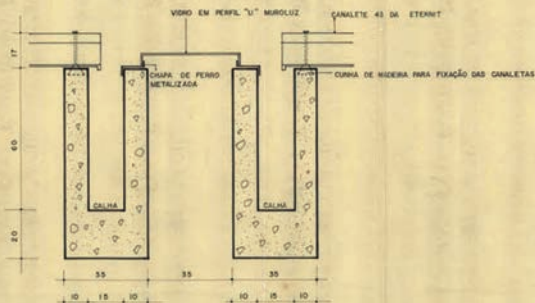 VIDRO EM PERFIL "U" MUROLUZ
CANALETE 43 DA ETERNIT
17
CHAPA DE FERRO
METALIZADA
CUNHA DE MADEIRA PARA FIXAÇÃO DAS CANALETAS
60
CALHA
CALHA
20
35
35
35
10
15
10
10
15
10